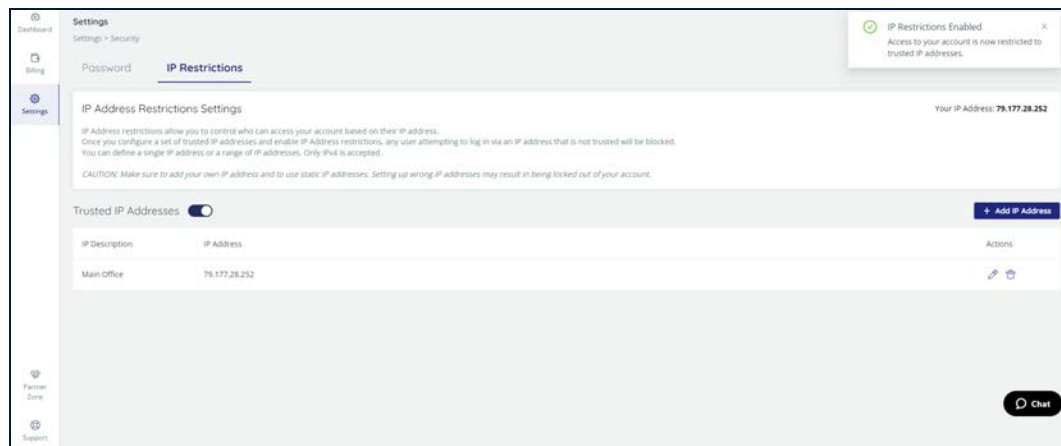 Dashboard
Billing
Settings
Partner
Zone
Support
Settings
Settings > Security
Password IP Restrictions
IP Restrictions Enabled
Access to your account is now restricted to
trusted IP addresses.
IP Address Restrictions Settings
Your IP Address: 79.177.28.252
IP Address restrictions allow you to control who can access your account based on their IP address.
Once you configure a set of trusted IP addresses and enable IP Address restrictions, any user attempting to log in via an IP address that is not trusted will be blocked.
You can define a single IP address or a range of IP addresses. Only IPv4 is accepted.
CAUTION: Make sure to add your own IP address and to use static IP addresses. Setting up wrong IP addresses may result in being locked out of your account.
Trusted IP Addresses
+ Add IP Address
IP Description IP Address Actions
Main Office 79.177.28.252
Chat